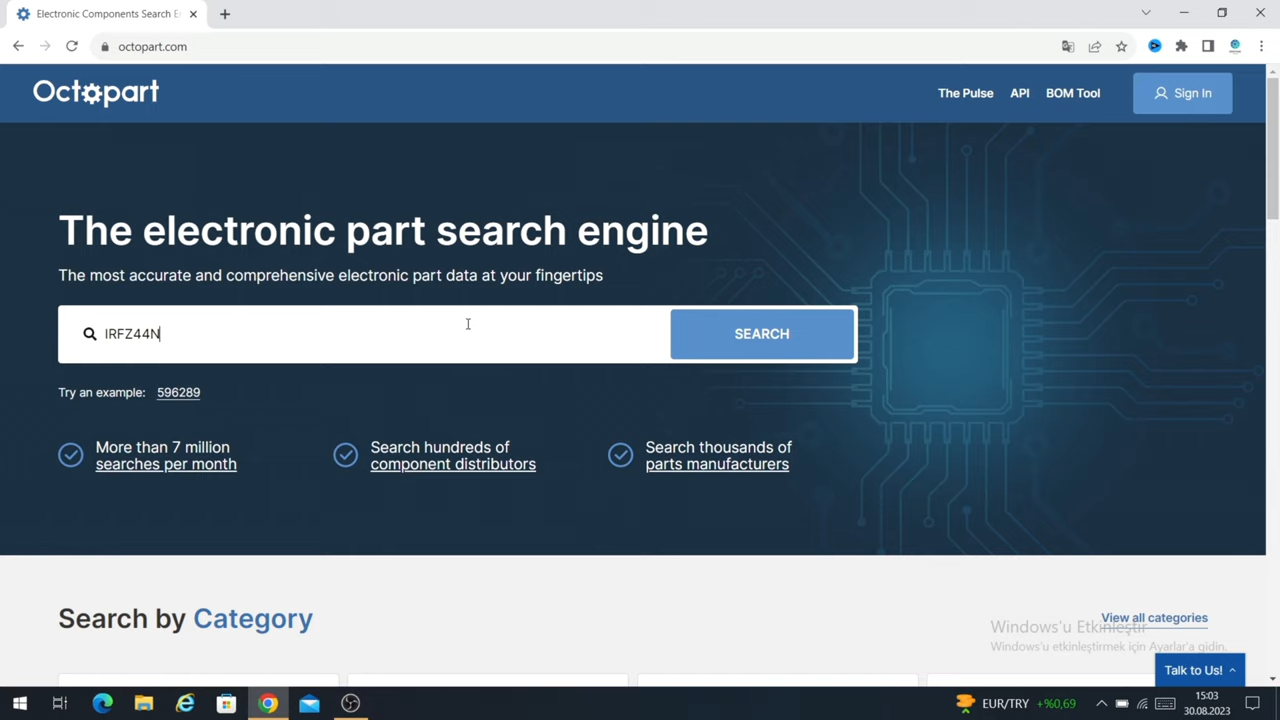 Electronic Components Search E
octopart.com
Octopart
The Pulse
API
BOM Tool
Sign In
The electronic part search engine
The most accurate and comprehensive electronic part data at your fingertips
IRFZ44N
SEARCH
Try an example: 596289
More than 7 million
searches per month
Search hundreds of
component distributors
Search thousands of
parts manufacturers
Search by Category
View all categories
Windows'u Etkinleştir
Windows'u etkinleştirmek için Ayarlar'a gidin.
Talk to Us!
EUR/TRY +%0,69
15:03
30.08.2023